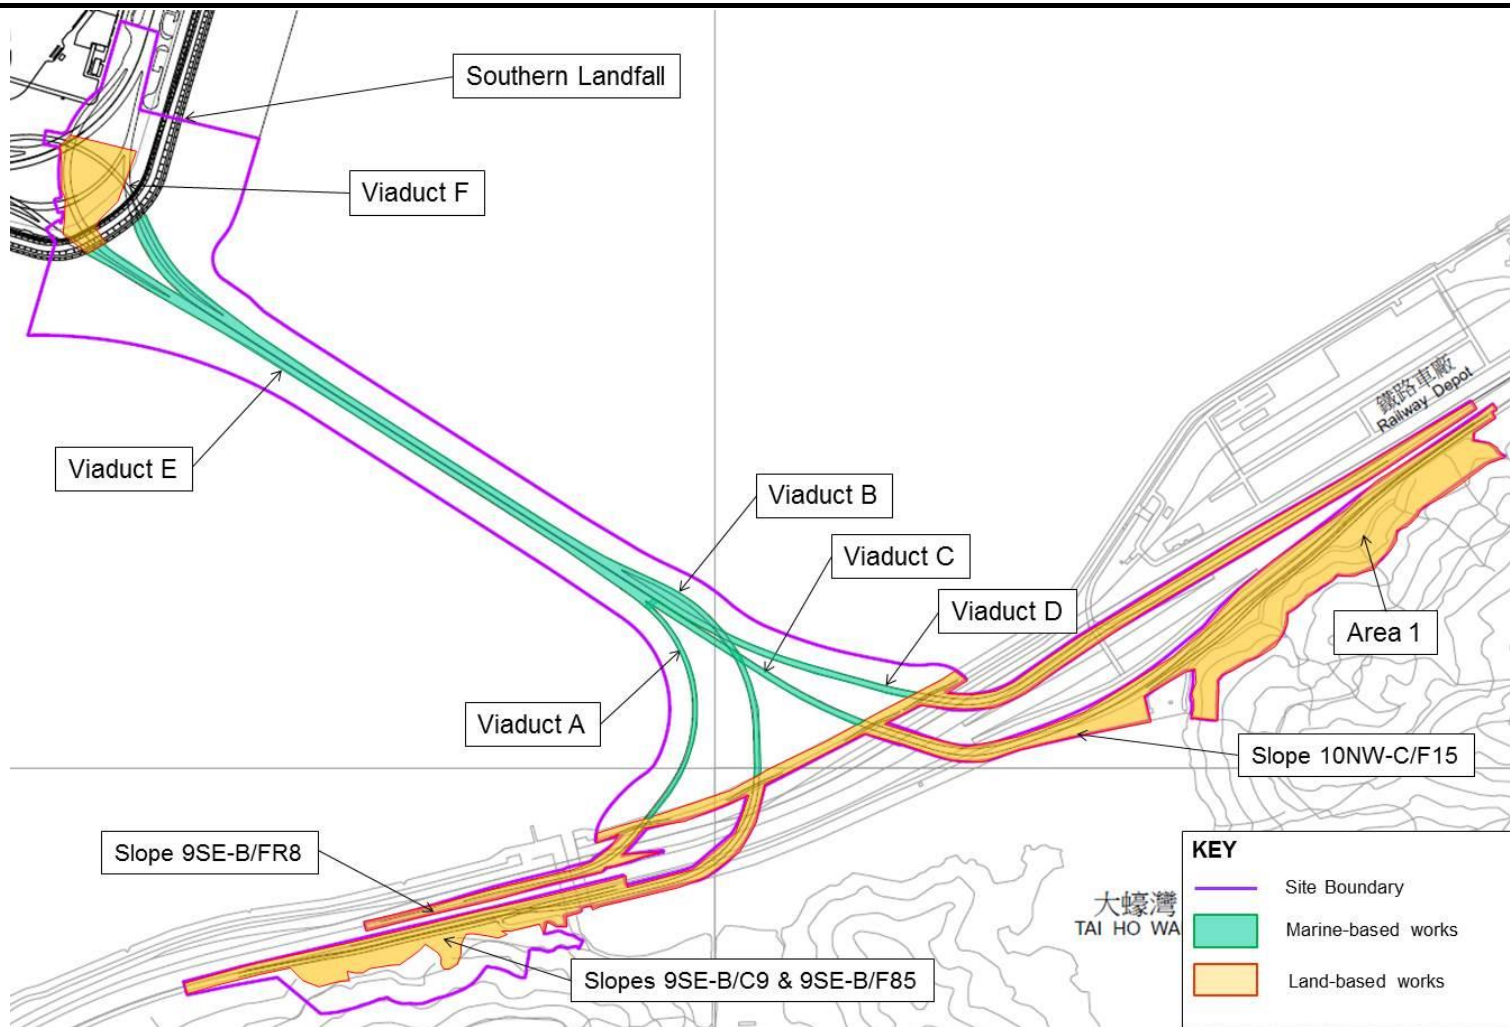 Southern Landfall
Viaduct F
鐵路車廠
Railway Depot
Viaduct E
Viaduct B
Viaduct C
Viaduct D
Area 1
Viaduct A
Slope 10NW-C/F15
Slope 9SE-B/FR8
大蠔灣
TAI HO WA
Slopes 9SE-B/C9 & 9SE-B/F85
KEY
Site Boundary
Marine-based works
Land-based works